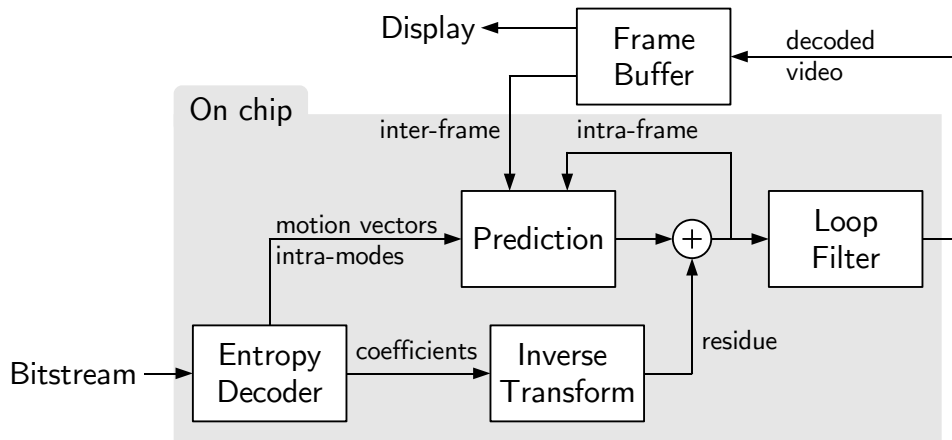 Display
Frame
Buffer
decoded
video
On chip
inter-frame
intra-frame
motion vectors
intra-modes
Prediction
+
Loop
Filter
Bitstream
Entropy
Decoder
coefficients
Inverse
Transform
residue